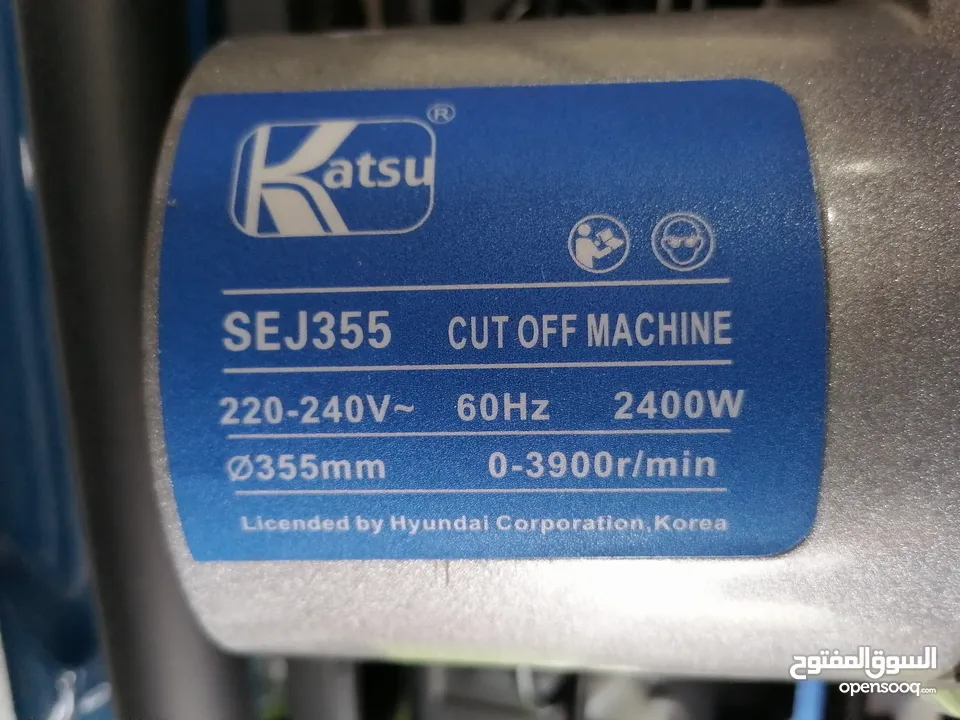 Katsu®
SEJ355 CUT OFF MACHINE
220-240V~ 60Hz 2400W
Ø355mm 0-3900r/min
Licended by Hyundai Corporation,Korea
السوق المفتوح
opensooq.com